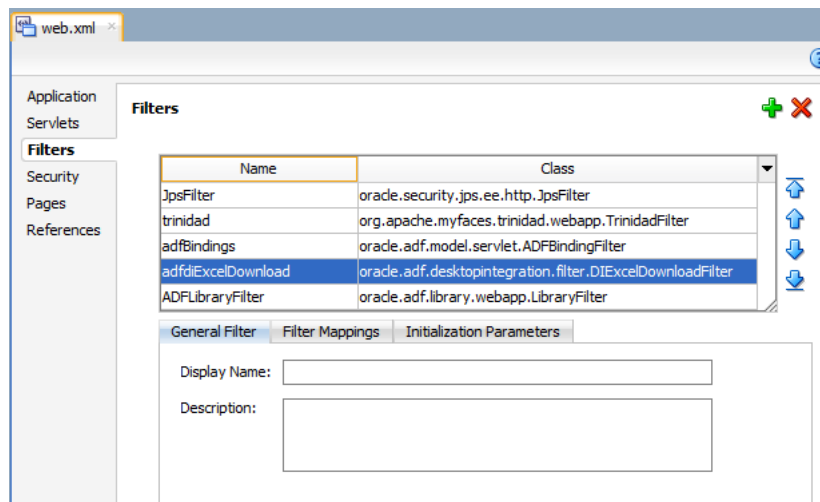 web.xml
Application
Servlets
Filters
Security
Pages
References
Filters
Name Class
JpsFilter oracle.security.jps.ee.http.JpsFilter
trinidad org.apache.myfaces.trinidad.webapp.TrinidadFilter
adfBindings oracle.adf.model.servlet.ADFBindingFilter
adfdiExcelDownload oracle.adf.desktopintegration.filter.DIExcelDownloadFilter
ADFLibraryFilter oracle.adf.library.webapp.LibraryFilter
General Filter Filter Mappings Initialization Parameters
Display Name:
Description: